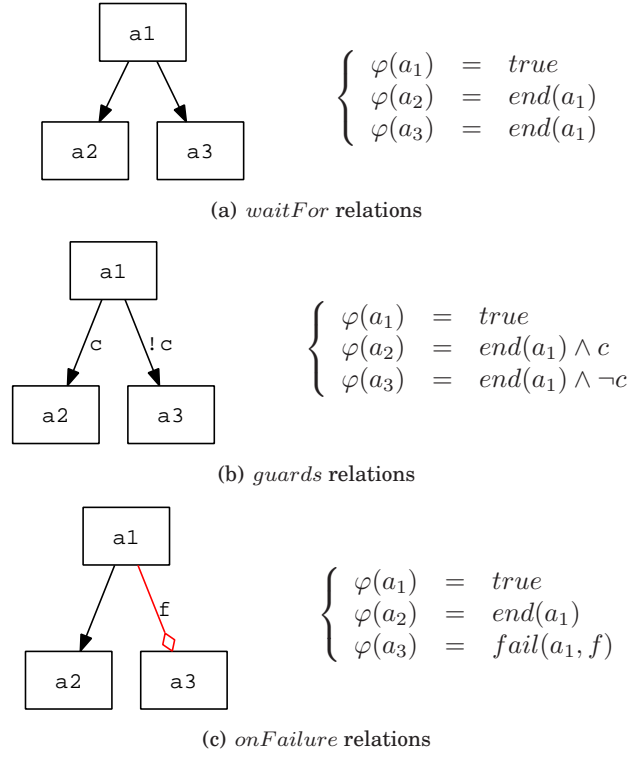 a1
φ(a₁) = true
φ(a₂) = end(a₁)
φ(a₃) = end(a₁)
a2 a3
(a) waitFor relations
a1
c !c
φ(a₁) = true
φ(a₂) = end(a₁) ∧ c
φ(a₃) = end(a₁) ∧ ¬c
a2 a3
(b) guards relations
a1
f
φ(a₁) = true
φ(a₂) = end(a₁)
φ(a₃) = fail(a₁, f)
a2 a3
(c) onFailure relations